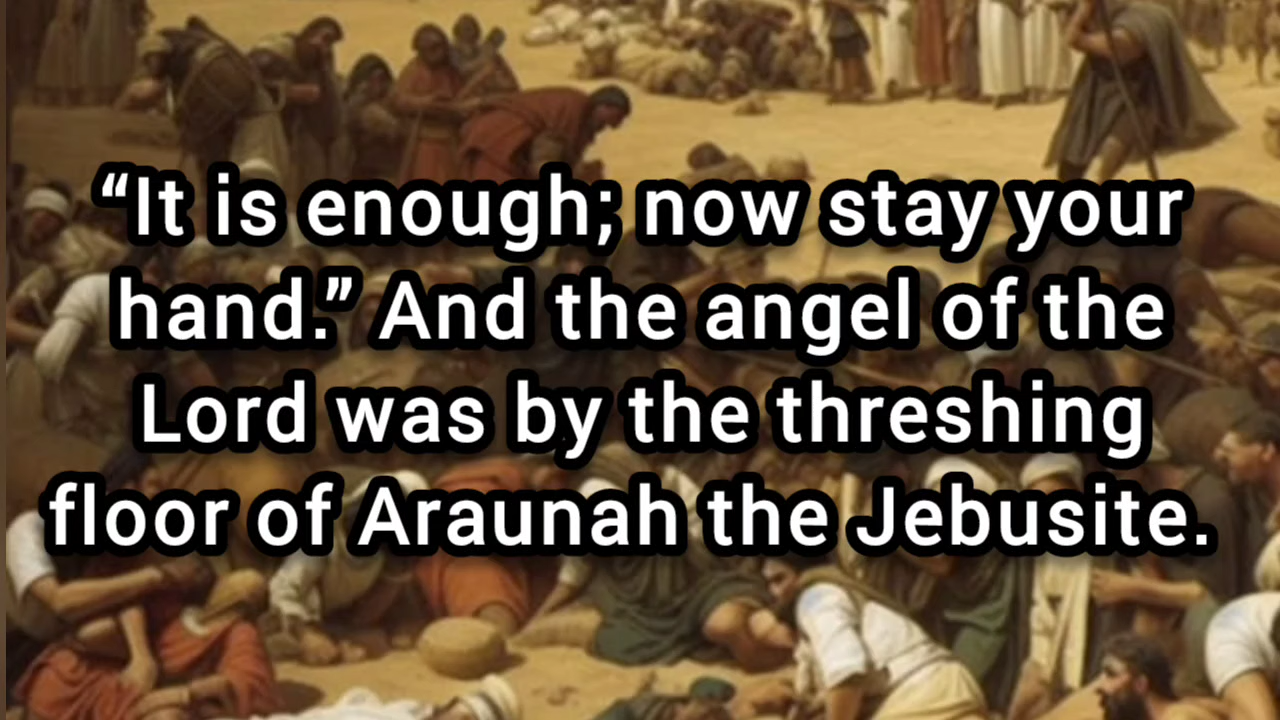 “It is enough; now stay your
hand.” And the angel of the
Lord was by the threshing
floor of Araunah the Jebusite.